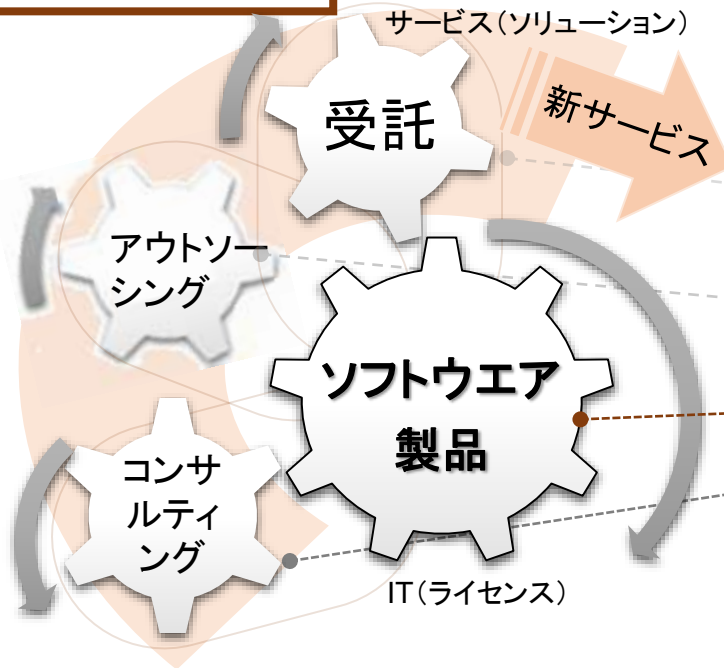 サービス（ソリューション）
新サービス
受託
アウトソー
シング
ソフトウエア
製品
コンサ
ルティ
ング
IT（ライセンス）